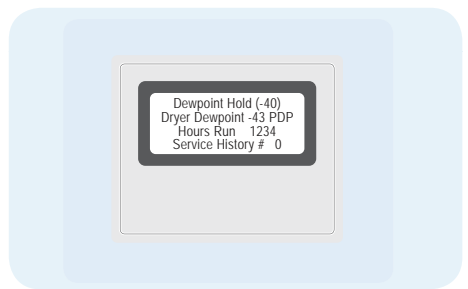 Dewpoint Hold (-40)
Dryer Dewpoint -43 PDP
Hours Run 1234
Service History # 0